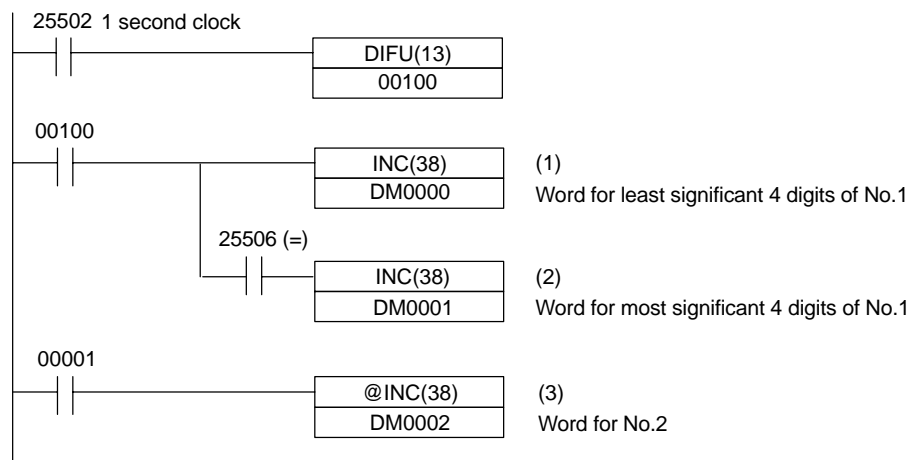 25502 1 second clock
DIFU(13)
00100
00100
INC(38) (1)
DM0000 Word for least significant 4 digits of No.1
25506 (=)
INC(38) (2)
DM0001 Word for most significant 4 digits of No.1
00001
@INC(38) (3)
DM0002 Word for No.2